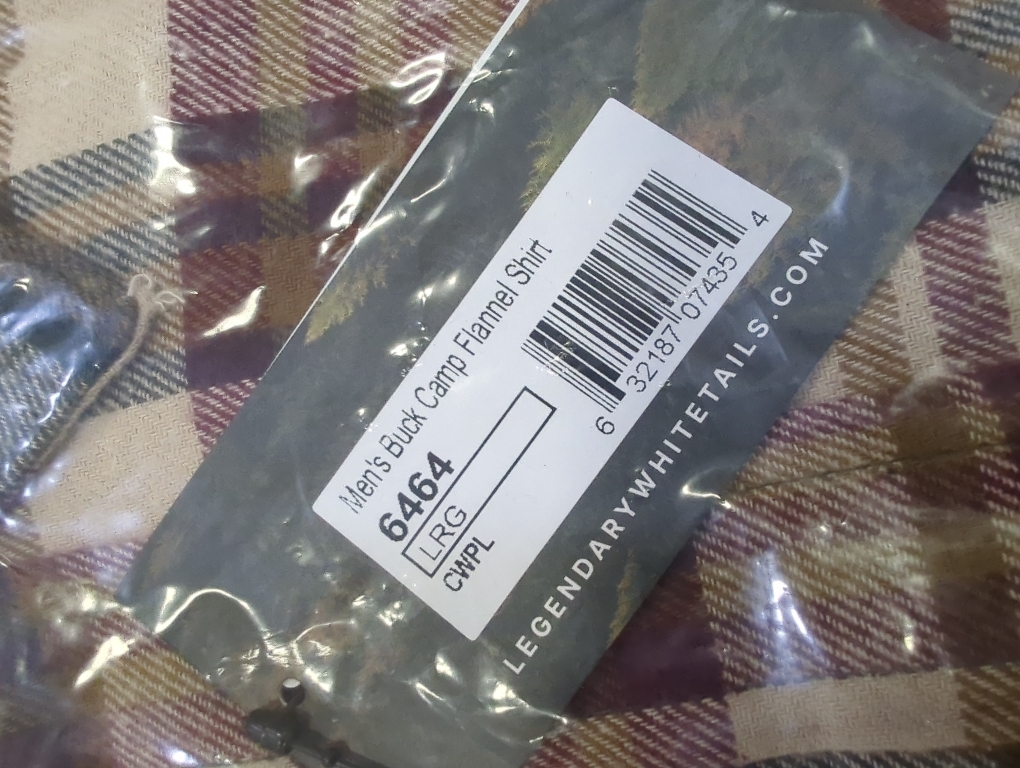 Men's Buck Camp Flannel Shirt
6464
LRG
CWPL
6 32187 07435 4
LEGENDARYWHITETAILS.COM